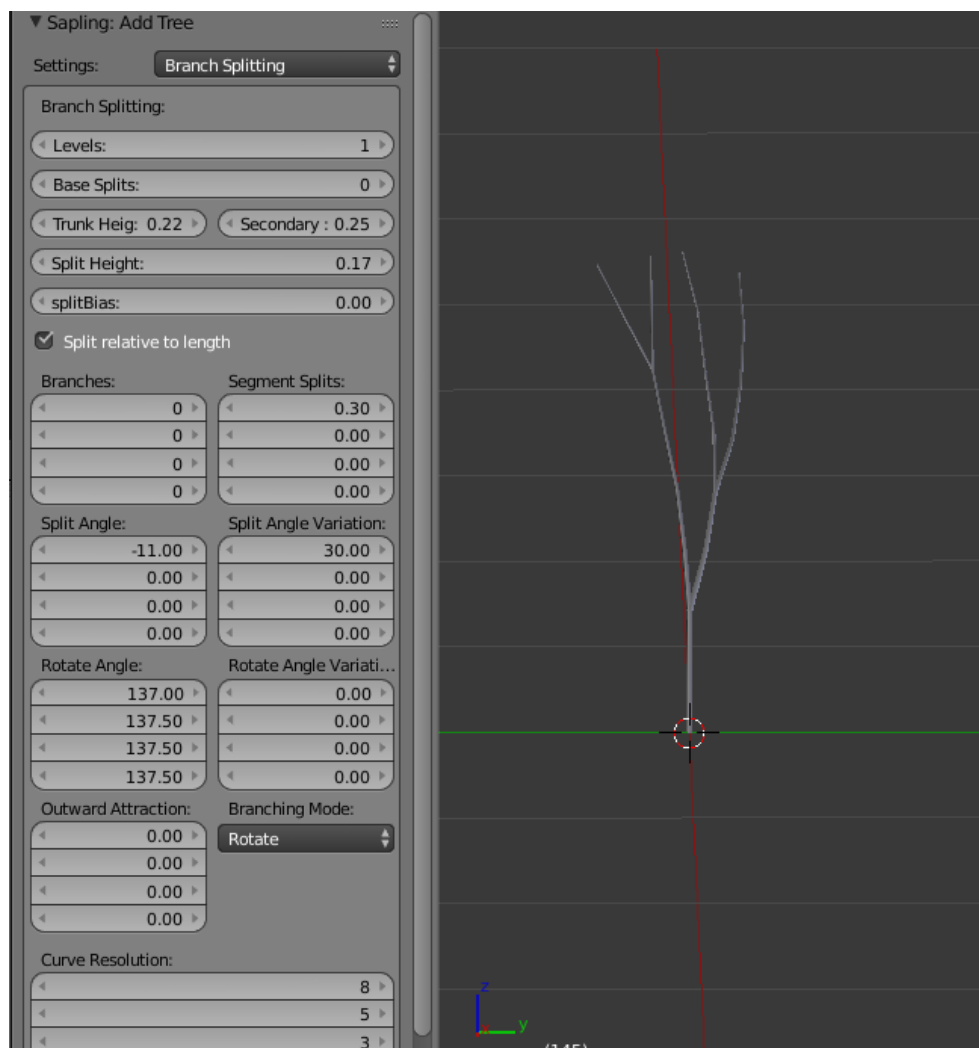 Sapling: Add Tree
Settings: Branch Splitting
Branch Splitting:
Levels: 1
Base Splits: 0
Trunk Heig: 0.22 Secondary : 0.25
Split Height: 0.17
splitBias: 0.00
Split relative to length
Branches: Segment Splits:
0 0.30
0 0.00
0 0.00
0 0.00
Split Angle: Split Angle Variation:
-11.00 30.00
0.00 0.00
0.00 0.00
0.00 0.00
Rotate Angle: Rotate Angle Variati...
137.00 0.00
137.50 0.00
137.50 0.00
137.50 0.00
Outward Attraction: Branching Mode:
0.00 Rotate
0.00
0.00
0.00
Curve Resolution:
8
5
3
z
x y
(145)